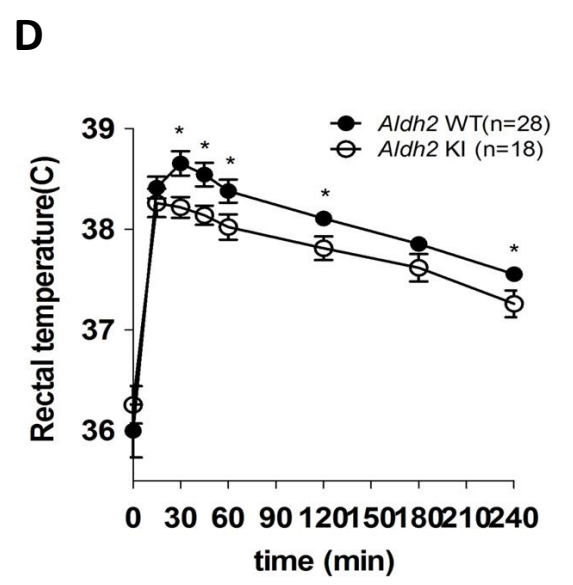 D
* * * * *
Aldh2 WT(n=28)
Aldh2 KI (n=18)
39
38
37
36
Rectal temperature(C)
0 30 60 90 120150180210240
time (min)